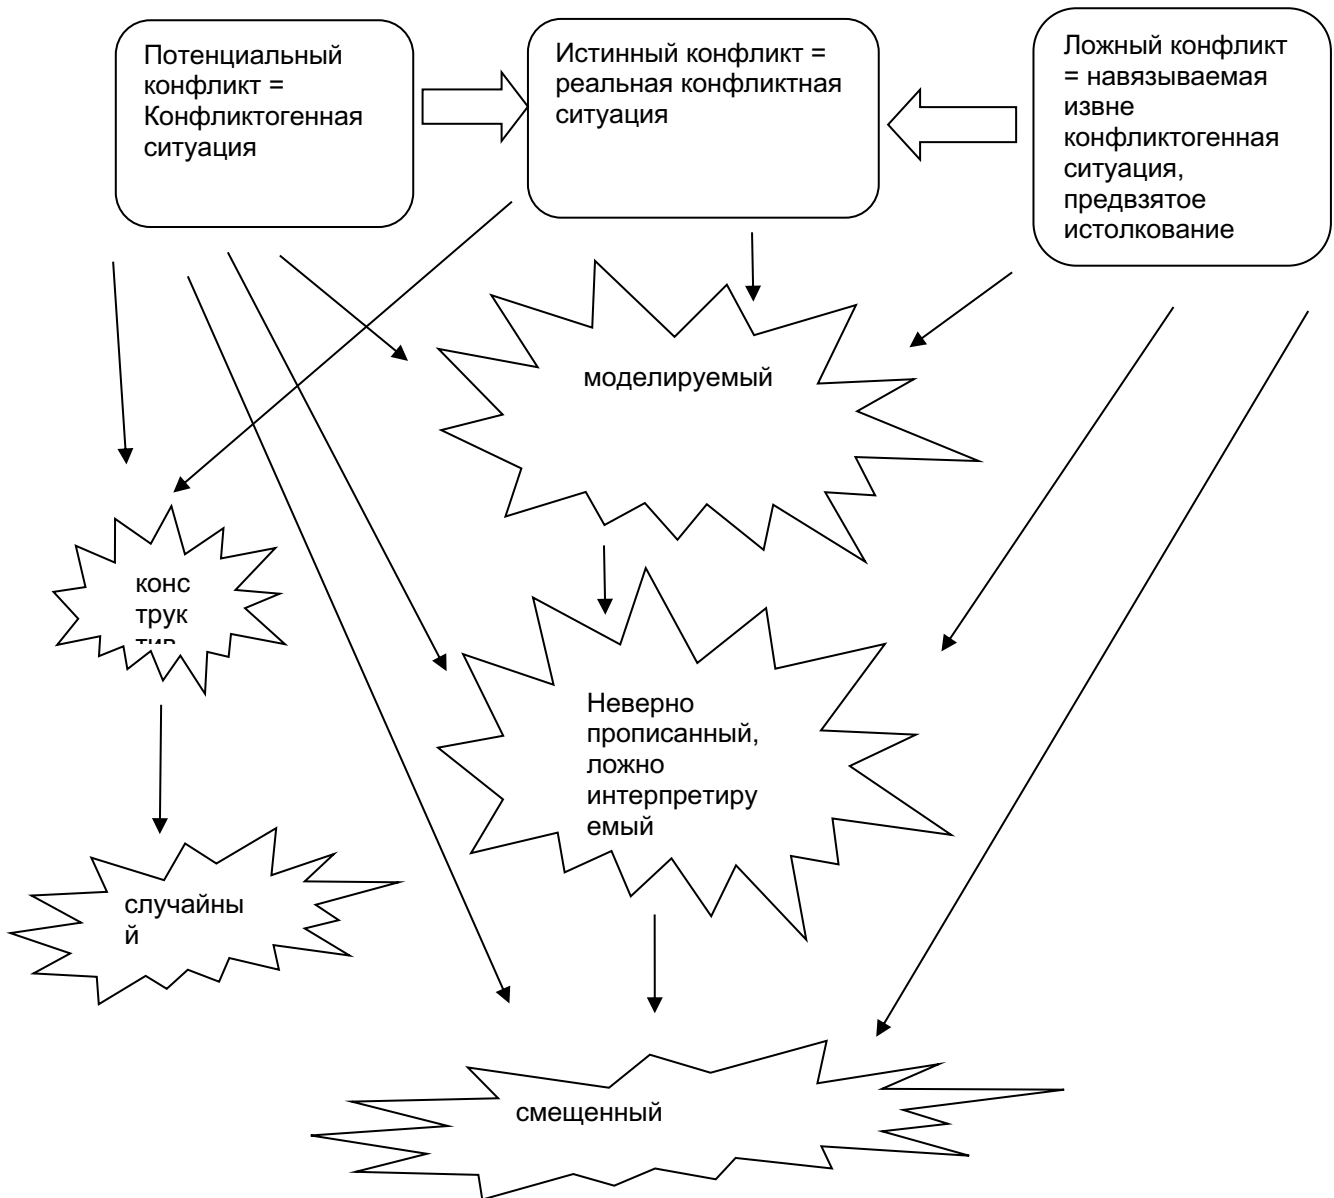 Потенциальный
конфликт =
Конфликтогенная
ситуация
Истинный конфликт =
реальная конфликтная
ситуация
Ложный конфликт
= навязываемая
извне
конфликтогенная
ситуация,
предвзятое
истолкование
моделируемый
конс
трук
тив
Неверно
прописанный,
ложно
интерпретиру
емый
случайны
й
смещенный